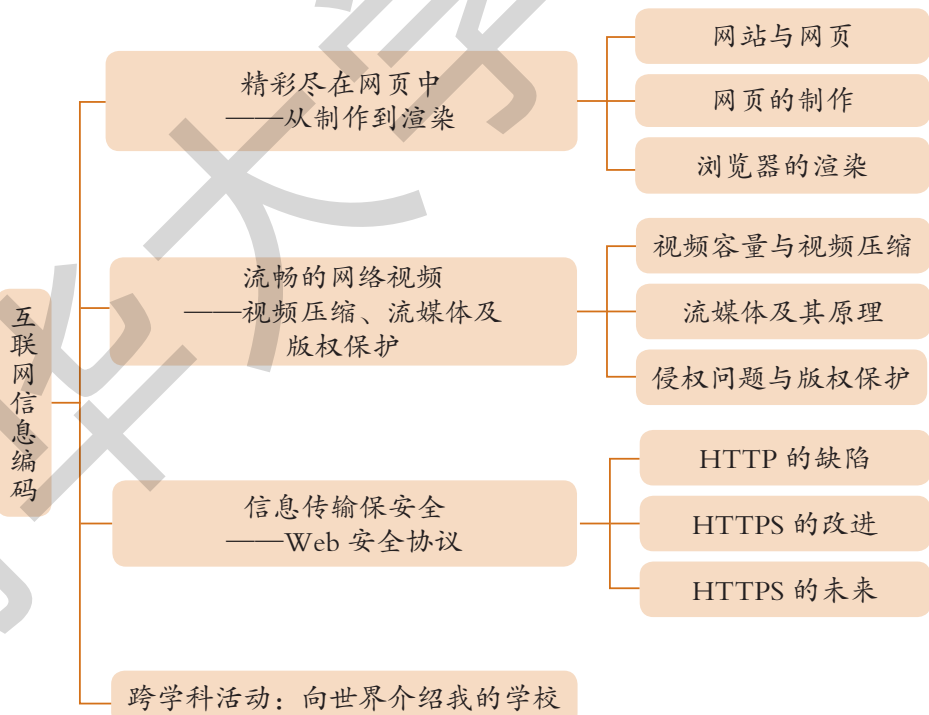 互联网信息编码
精彩尽在网页中
——从制作到渲染
网站与网页
网页的制作
浏览器的渲染
流畅的网络视频
——视频压缩、流媒体及
版权保护
视频容量与视频压缩
流媒体及其原理
侵权问题与版权保护
信息传输保安全
——Web 安全协议
HTTP 的缺陷
HTTPS 的改进
HTTPS 的未来
跨学科活动：向世界介绍我的学校
华大学